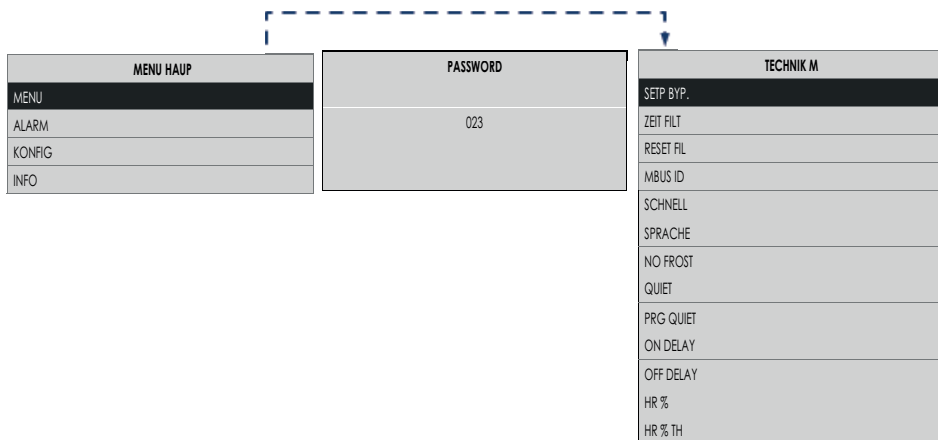 MENU HAUP
MENU
ALARM
KONFIG
INFO
PASSWORD
023
TECHNIK M
SETP BYP.
ZEIT FILT
RESET FIL
MBUS ID
SCHNELL
SPRACHE
NO FROST
QUIET
PRG QUIET
ON DELAY
OFF DELAY
HR %
HR % TH